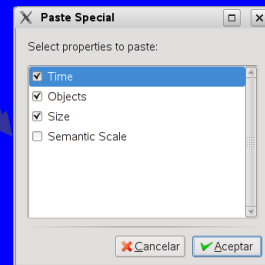 Paste Special
Select properties to paste:
Time
Objects
Size
Semantic Scale
Cancelar Aceptar